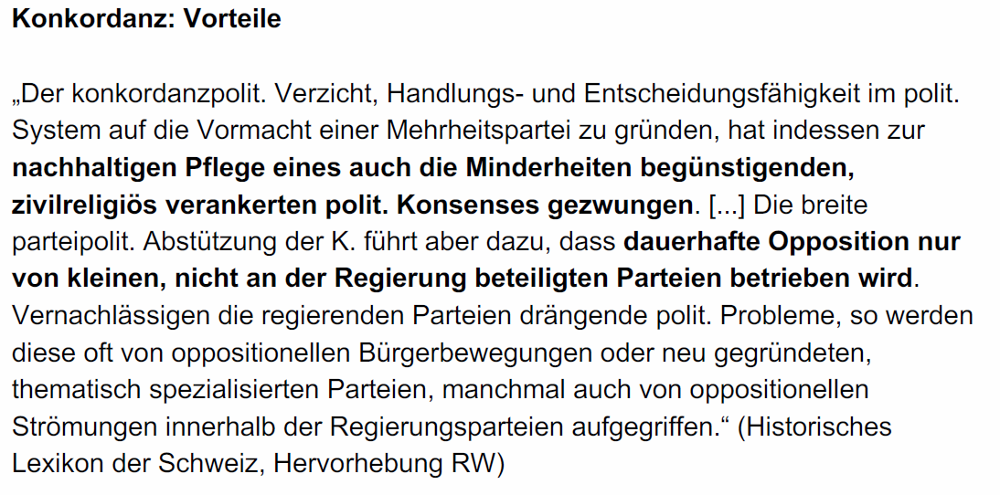 Konkordanz: Vorteile
„Der konkordanzpolit. Verzicht, Handlungs- und Entscheidungsfähigkeit im polit.
System auf die Vormacht einer Mehrheitspartei zu gründen, hat indessen zur
nachhaltigen Pflege eines auch die Minderheiten begünstigenden,
zivilreligiös verankerten polit. Konsenses gezwungen. [...] Die breite
parteipolit. Abstützung der K. führt aber dazu, dass dauerhafte Opposition nur
von kleinen, nicht an der Regierung beteiligten Parteien betrieben wird.
Vernachlässigen die regierenden Parteien drängende polit. Probleme, so werden
diese oft von oppositionellen Bürgerbewegungen oder neu gegründeten,
thematisch spezialisierten Parteien, manchmal auch von oppositionellen
Strömungen innerhalb der Regierungsparteien aufgegriffen.“ (Historisches
Lexikon der Schweiz, Hervorhebung RW)